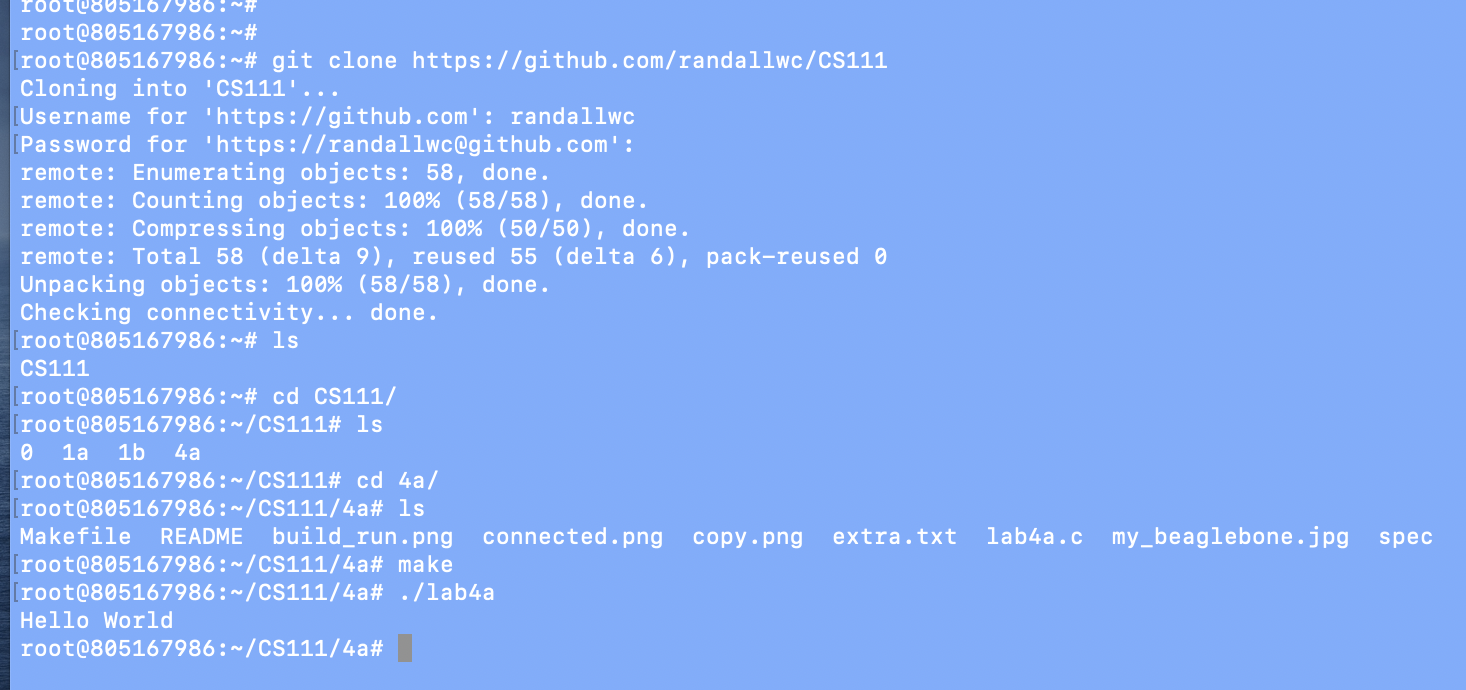 root@805167986:~#
root@805167986:~#
[root@805167986:~# git clone https://github.com/randallwc/CS111
Cloning into 'CS111'...
[Username for 'https://github.com': randallwc
[Password for 'https://randallwc@github.com':
remote: Enumerating objects: 58, done.
remote: Counting objects: 100% (58/58), done.
remote: Compressing objects: 100% (50/50), done.
remote: Total 58 (delta 9), reused 55 (delta 6), pack-reused 0
Unpacking objects: 100% (58/58), done.
Checking connectivity... done.
[root@805167986:~# ls
CS111
[root@805167986:~# cd CS111/
[root@805167986:~/CS111# ls
0  1a  1b  4a
[root@805167986:~/CS111# cd 4a/
[root@805167986:~/CS111/4a# ls
Makefile  README  build_run.png  connected.png  copy.png  extra.txt  lab4a.c  my_beaglebone.jpg  spec
[root@805167986:~/CS111/4a# make
[root@805167986:~/CS111/4a# ./lab4a
Hello World
root@805167986:~/CS111/4a#